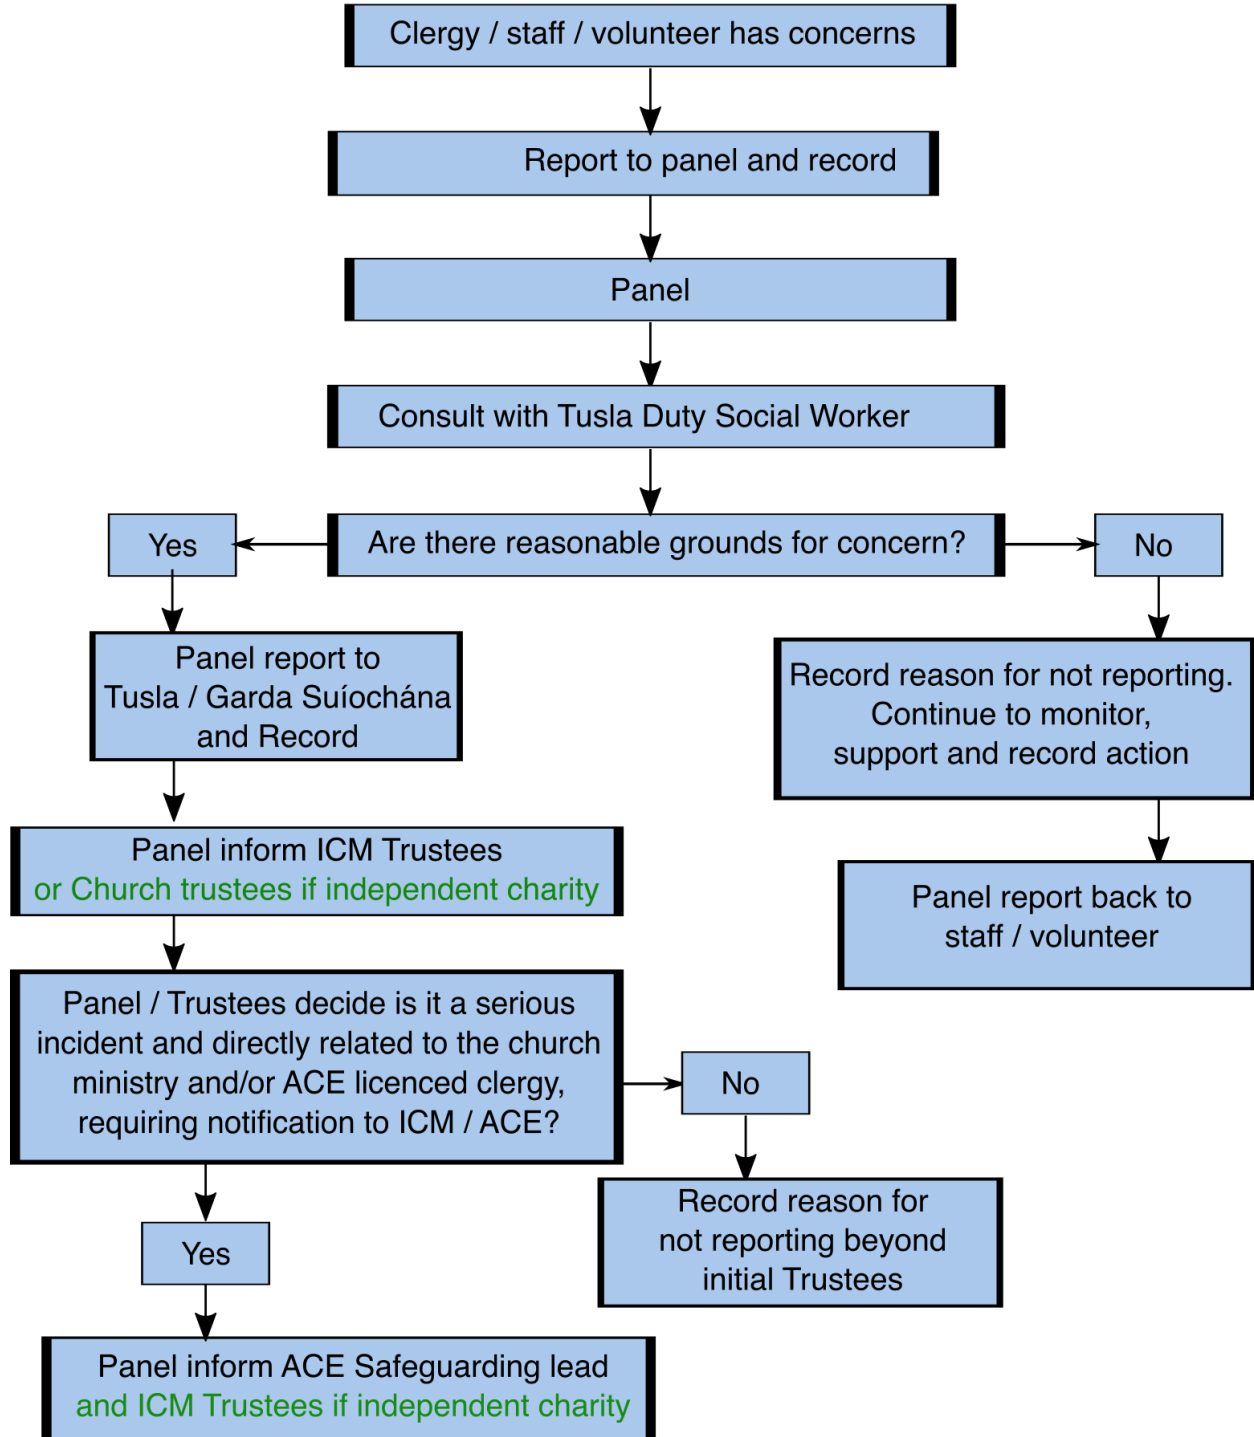 Clergy / staff / volunteer has concerns
Report to panel and record
Panel
Consult with Tusla Duty Social Worker
Are there reasonable grounds for concern?
Yes
No
Panel report to
Tusla / Garda Suíochána
and Record
Record reason for not reporting.
Continue to monitor,
support and record action
Panel inform ICM Trustees
or Church trustees if independent charity
Panel report back to
staff / volunteer
Panel / Trustees decide is it a serious
incident and directly related to the church
ministry and/or ACE licenced clergy,
requiring notification to ICM / ACE?
No
Record reason for
not reporting beyond
initial Trustees
Yes
Panel inform ACE Safeguarding lead
and ICM Trustees if independent charity